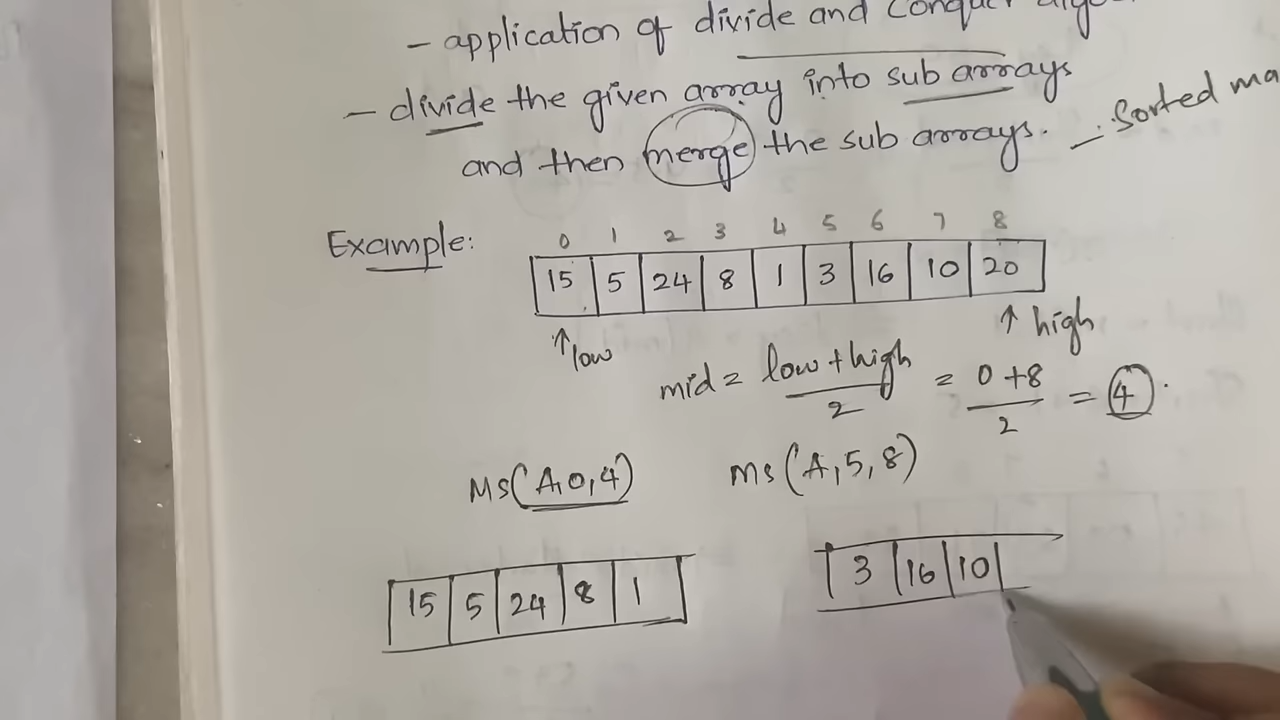 - application of divide and conquer
- divide the given array into sub arrays
and then merge the sub arrays. - Sorted
Example:
0 1 2 3 4 5 6 7 8
15 5 24 8 1 3 16 10 20
↑ low ↑ high
mid = low + high / 2 = 0 + 8 / 2 = 4.
MS(A,0,4) MS(A,5,8)
15 5 24 8 1 3 16 10